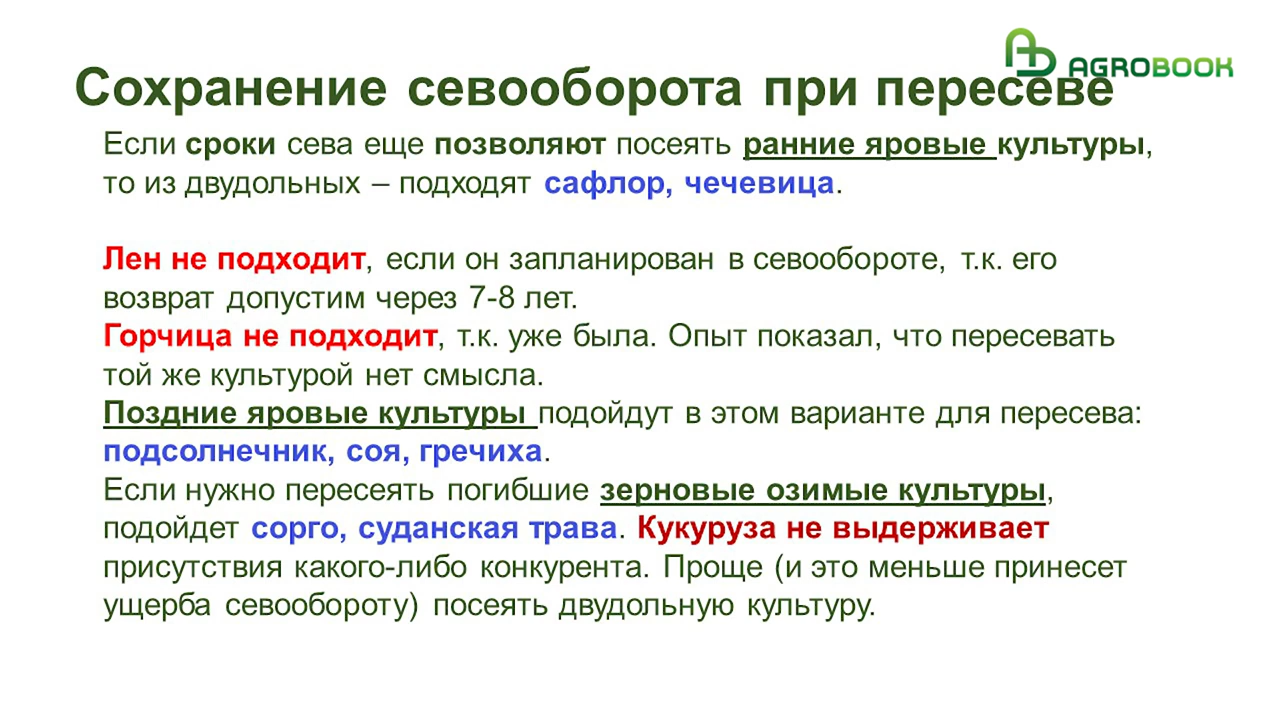 AGROBOOK
Сохранение севооборота при пересеве
Если сроки сева еще позволяют посеять ранние яровые культуры,
то из двудольных – подходят сафлор, чечевица.
Лен не подходит, если он запланирован в севообороте, т.к. его
возврат допустим через 7-8 лет.
Горчица не подходит, т.к. уже была. Опыт показал, что пересевать
той же культурой нет смысла.
Поздние яровые культуры подойдут в этом варианте для пересева:
подсолнечник, соя, гречиха.
Если нужно пересеять погибшие зерновые озимые культуры,
подойдет сорго, суданская трава. Кукуруза не выдерживает
присутствия какого-либо конкурента. Проще (и это меньше принесет
ущерба севообороту) посеять двудольную культуру.